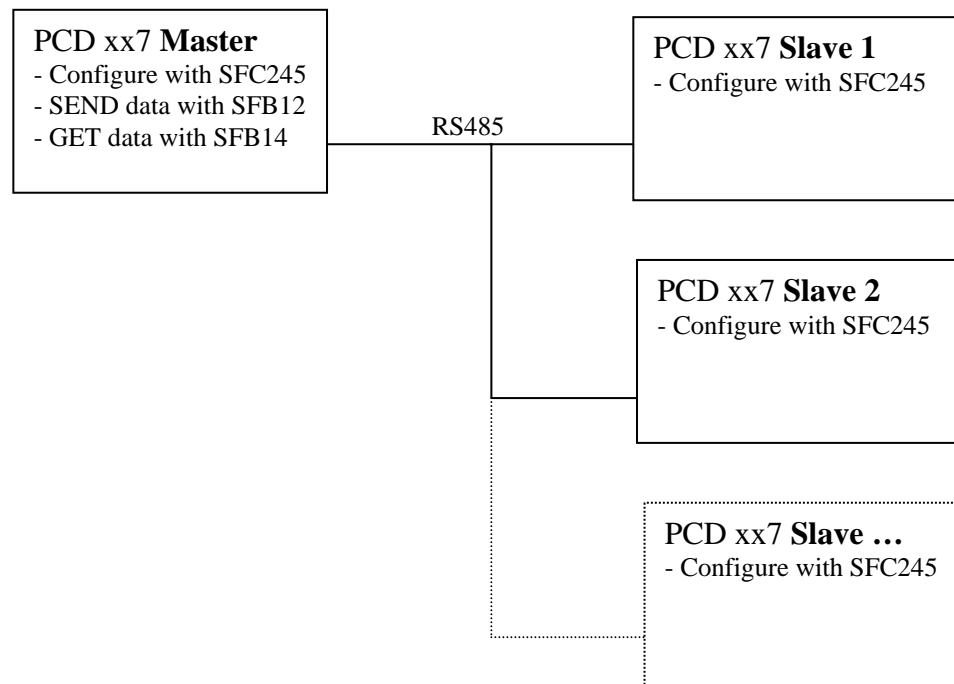 PCD xx7 Master
- Configure with SFC245
- SEND data with SFB12
- GET data with SFB14
RS485
PCD xx7 Slave 1
- Configure with SFC245
PCD xx7 Slave 2
- Configure with SFC245
PCD xx7 Slave …
- Configure with SFC245